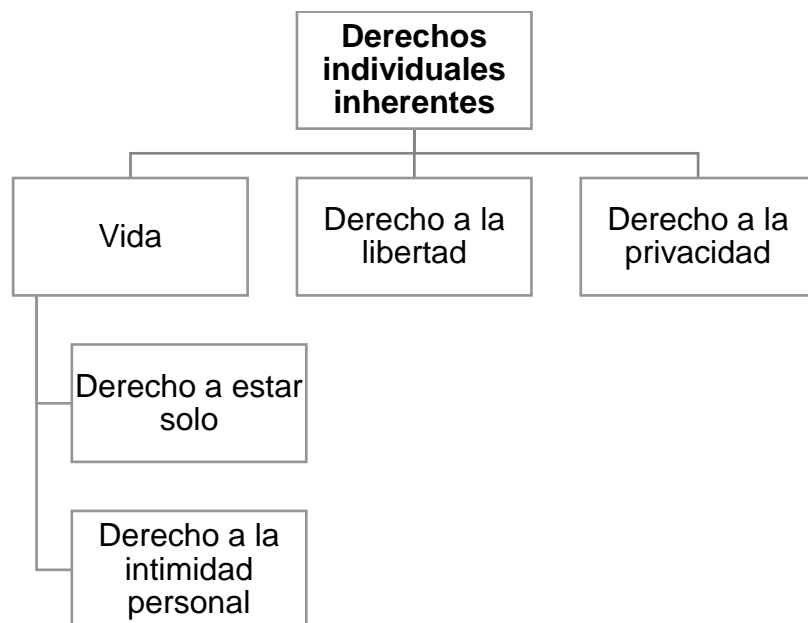 Derechos
individuales
inherentes
Vida
Derecho a la
libertad
Derecho a la
privacidad
Derecho a estar
solo
Derecho a la
intimidad
personal